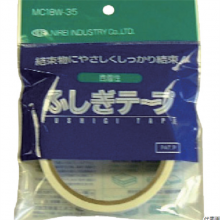 MC18W-35
NIREI INDUSTRY Co.,LTD.
結束物にやさしくしっかり結束
ふしぎテープ
FUSHIGI TAPE
PAT.P